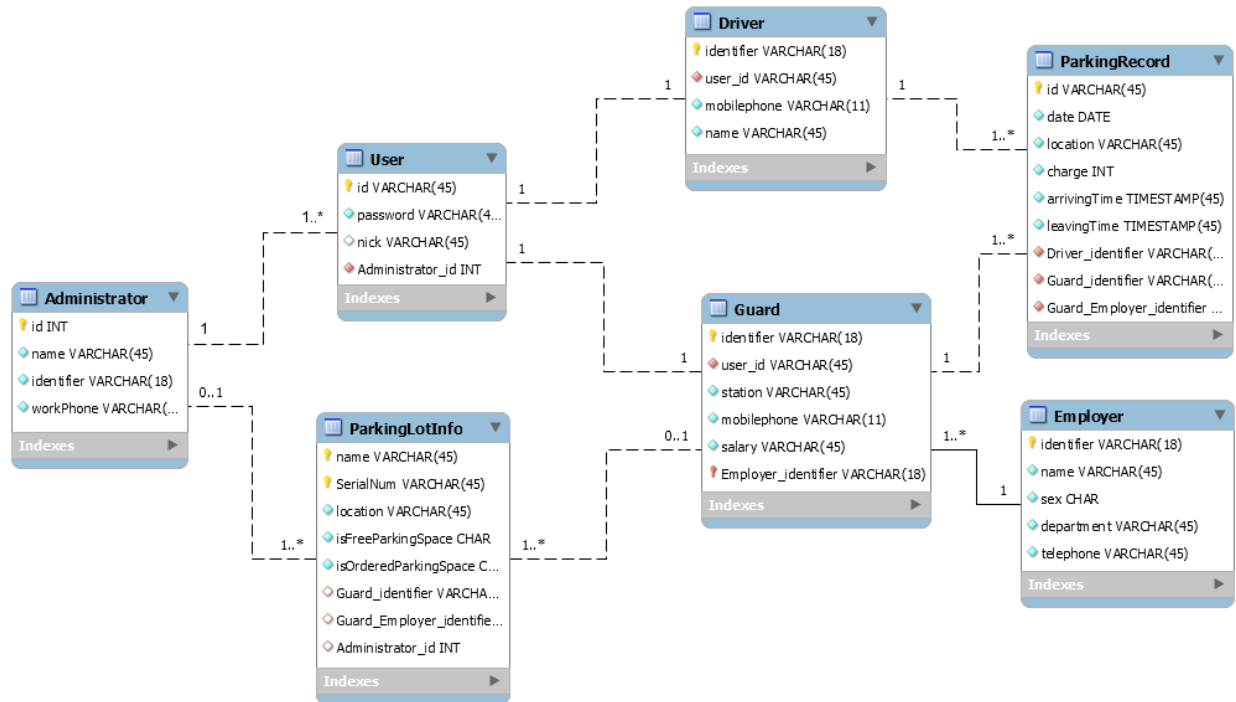 Driver
identifier VARCHAR(18)
user_id VARCHAR(45)
mobilephone VARCHAR(11)
name VARCHAR(45)
Indexes
ParkingRecord
id VARCHAR(45)
date DATE
location VARCHAR(45)
charge INT
arrivingTime TIMESTAMP(45)
leavingTime TIMESTAMP(45)
Driver_identifier VARCHAR(...
Guard_identifier VARCHAR(...
Guard_Employer_identifier ...
Indexes
User
id VARCHAR(45)
password VARCHAR(4...
nick VARCHAR(45)
Administrator_id INT
Indexes
Administrator
id INT
name VARCHAR(45)
identifier VARCHAR(18)
workPhone VARCHAR(...
Indexes
Guard
identifier VARCHAR(18)
user_id VARCHAR(45)
station VARCHAR(45)
mobilephone VARCHAR(11)
salary VARCHAR(45)
Employer_identifier VARCHAR(18)
Indexes
ParkingLotInfo
name VARCHAR(45)
SerialNum VARCHAR(45)
location VARCHAR(45)
isFreeParkingSpace CHAR
isOrderedParkingSpace C...
Guard_identifier VARCHA...
Guard_Employer_identifie...
Administrator_id INT
Indexes
Employer
identifier VARCHAR(18)
name VARCHAR(45)
sex CHAR
department VARCHAR(45)
telephone VARCHAR(45)
Indexes
1
1
1..*
1
1..*
1
1..*
1
1
1
0..1
0..1
1..*
1..*
1..*
1